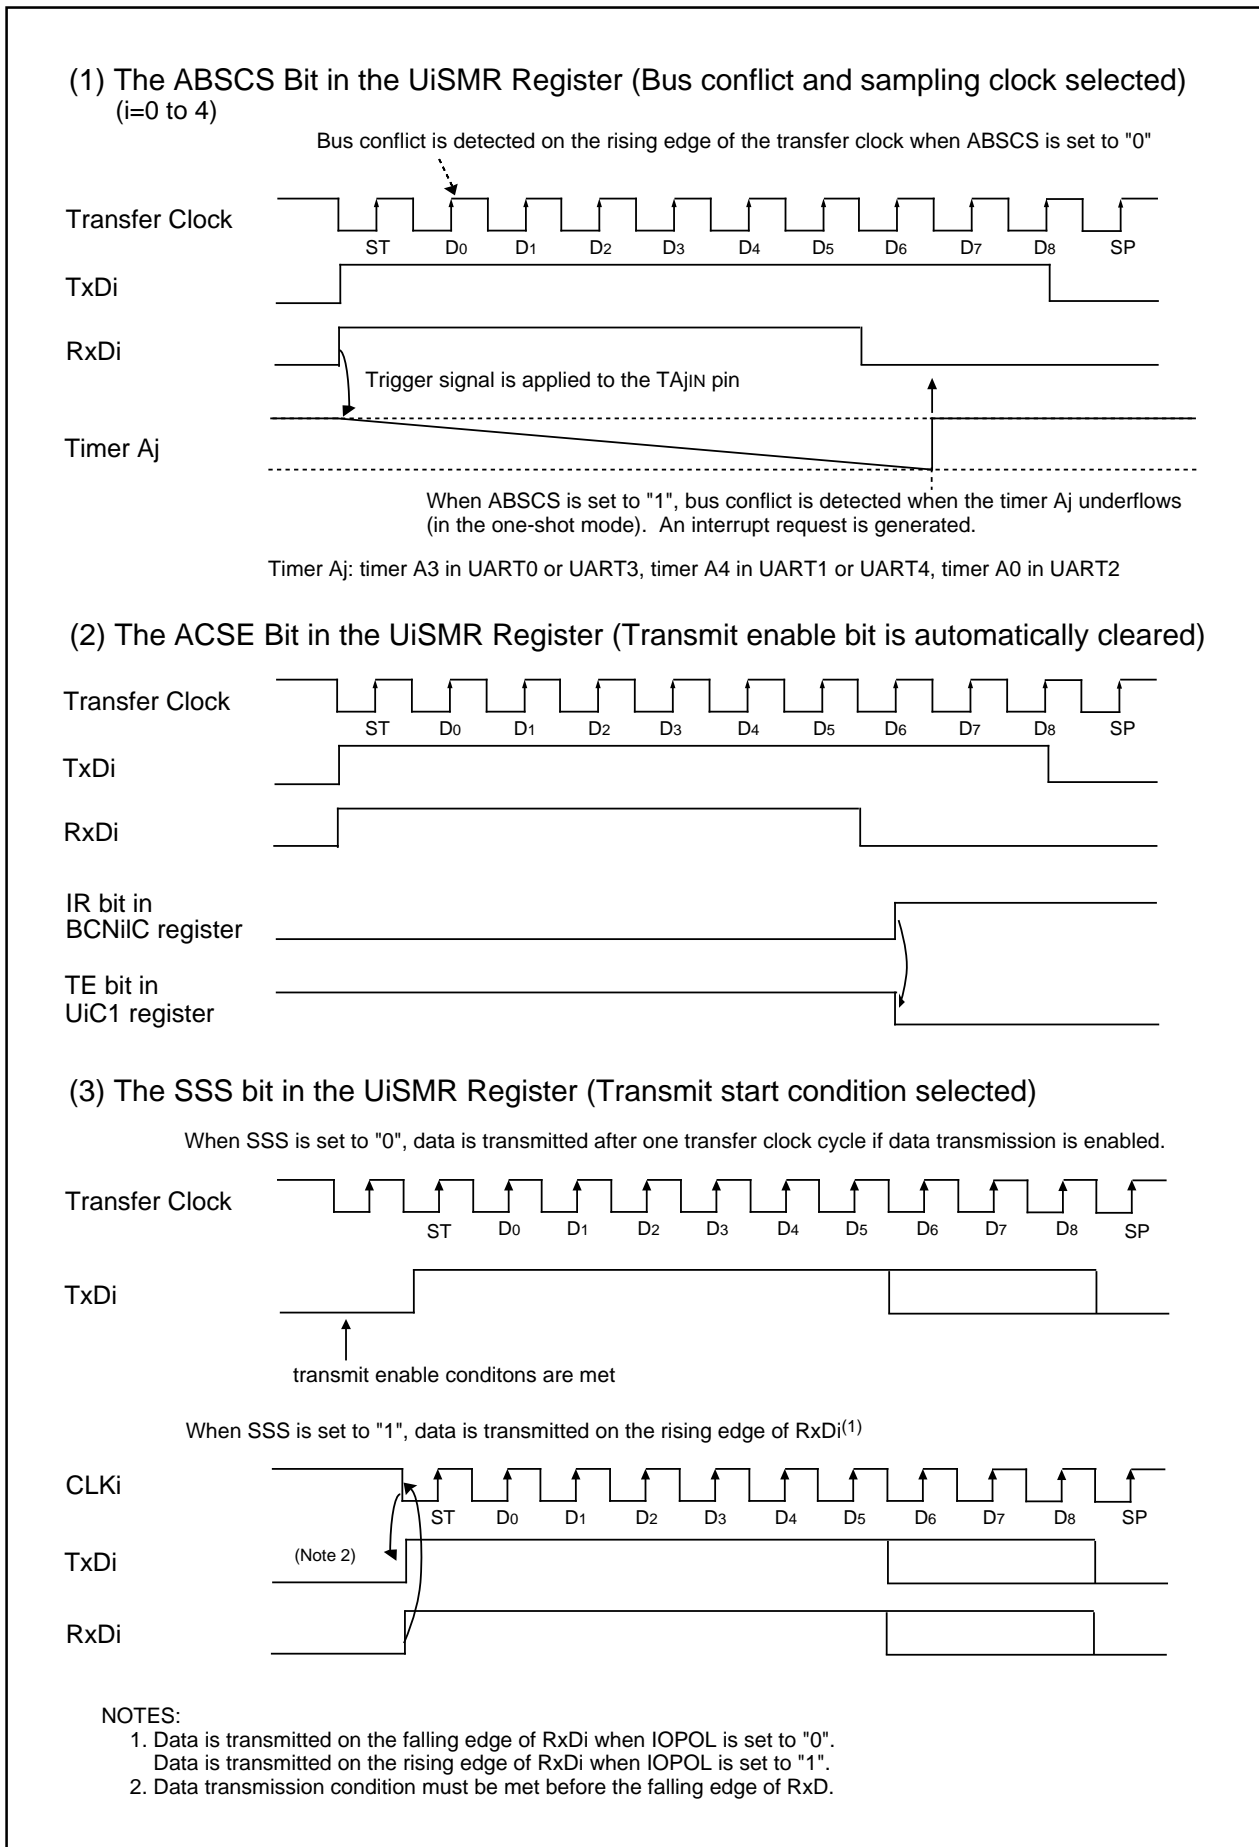 (1) The ABSCS Bit in the UiSMR Register (Bus conflict and sampling clock selected)
(i=0 to 4)
Bus conflict is detected on the rising edge of the transfer clock when ABSCS is set to "0"
Transfer Clock
ST D0 D1 D2 D3 D4 D5 D6 D7 D8 SP
TxDi
RxDi
Trigger signal is applied to the TAjIN pin
Timer Aj
When ABSCS is set to "1", bus conflict is detected when the timer Aj underflows
(in the one-shot mode). An interrupt request is generated.
Timer Aj: timer A3 in UART0 or UART3, timer A4 in UART1 or UART4, timer A0 in UART2
(2) The ACSE Bit in the UiSMR Register (Transmit enable bit is automatically cleared)
Transfer Clock
ST D0 D1 D2 D3 D4 D5 D6 D7 D8 SP
TxDi
RxDi
IR bit in
BCNiIC register
TE bit in
UiC1 register
(3) The SSS bit in the UiSMR Register (Transmit start condition selected)
When SSS is set to "0", data is transmitted after one transfer clock cycle if data transmission is enabled.
Transfer Clock
ST D0 D1 D2 D3 D4 D5 D6 D7 D8 SP
TxDi
transmit enable conditons are met
When SSS is set to "1", data is transmitted on the rising edge of RxDi(1)
CLKi
ST D0 D1 D2 D3 D4 D5 D6 D7 D8 SP
(Note 2)
TxDi
RxDi
NOTES:
1. Data is transmitted on the falling edge of RxDi when IOPOL is set to "0".
Data is transmitted on the rising edge of RxDi when IOPOL is set to "1".
2. Data transmission condition must be met before the falling edge of RxD.